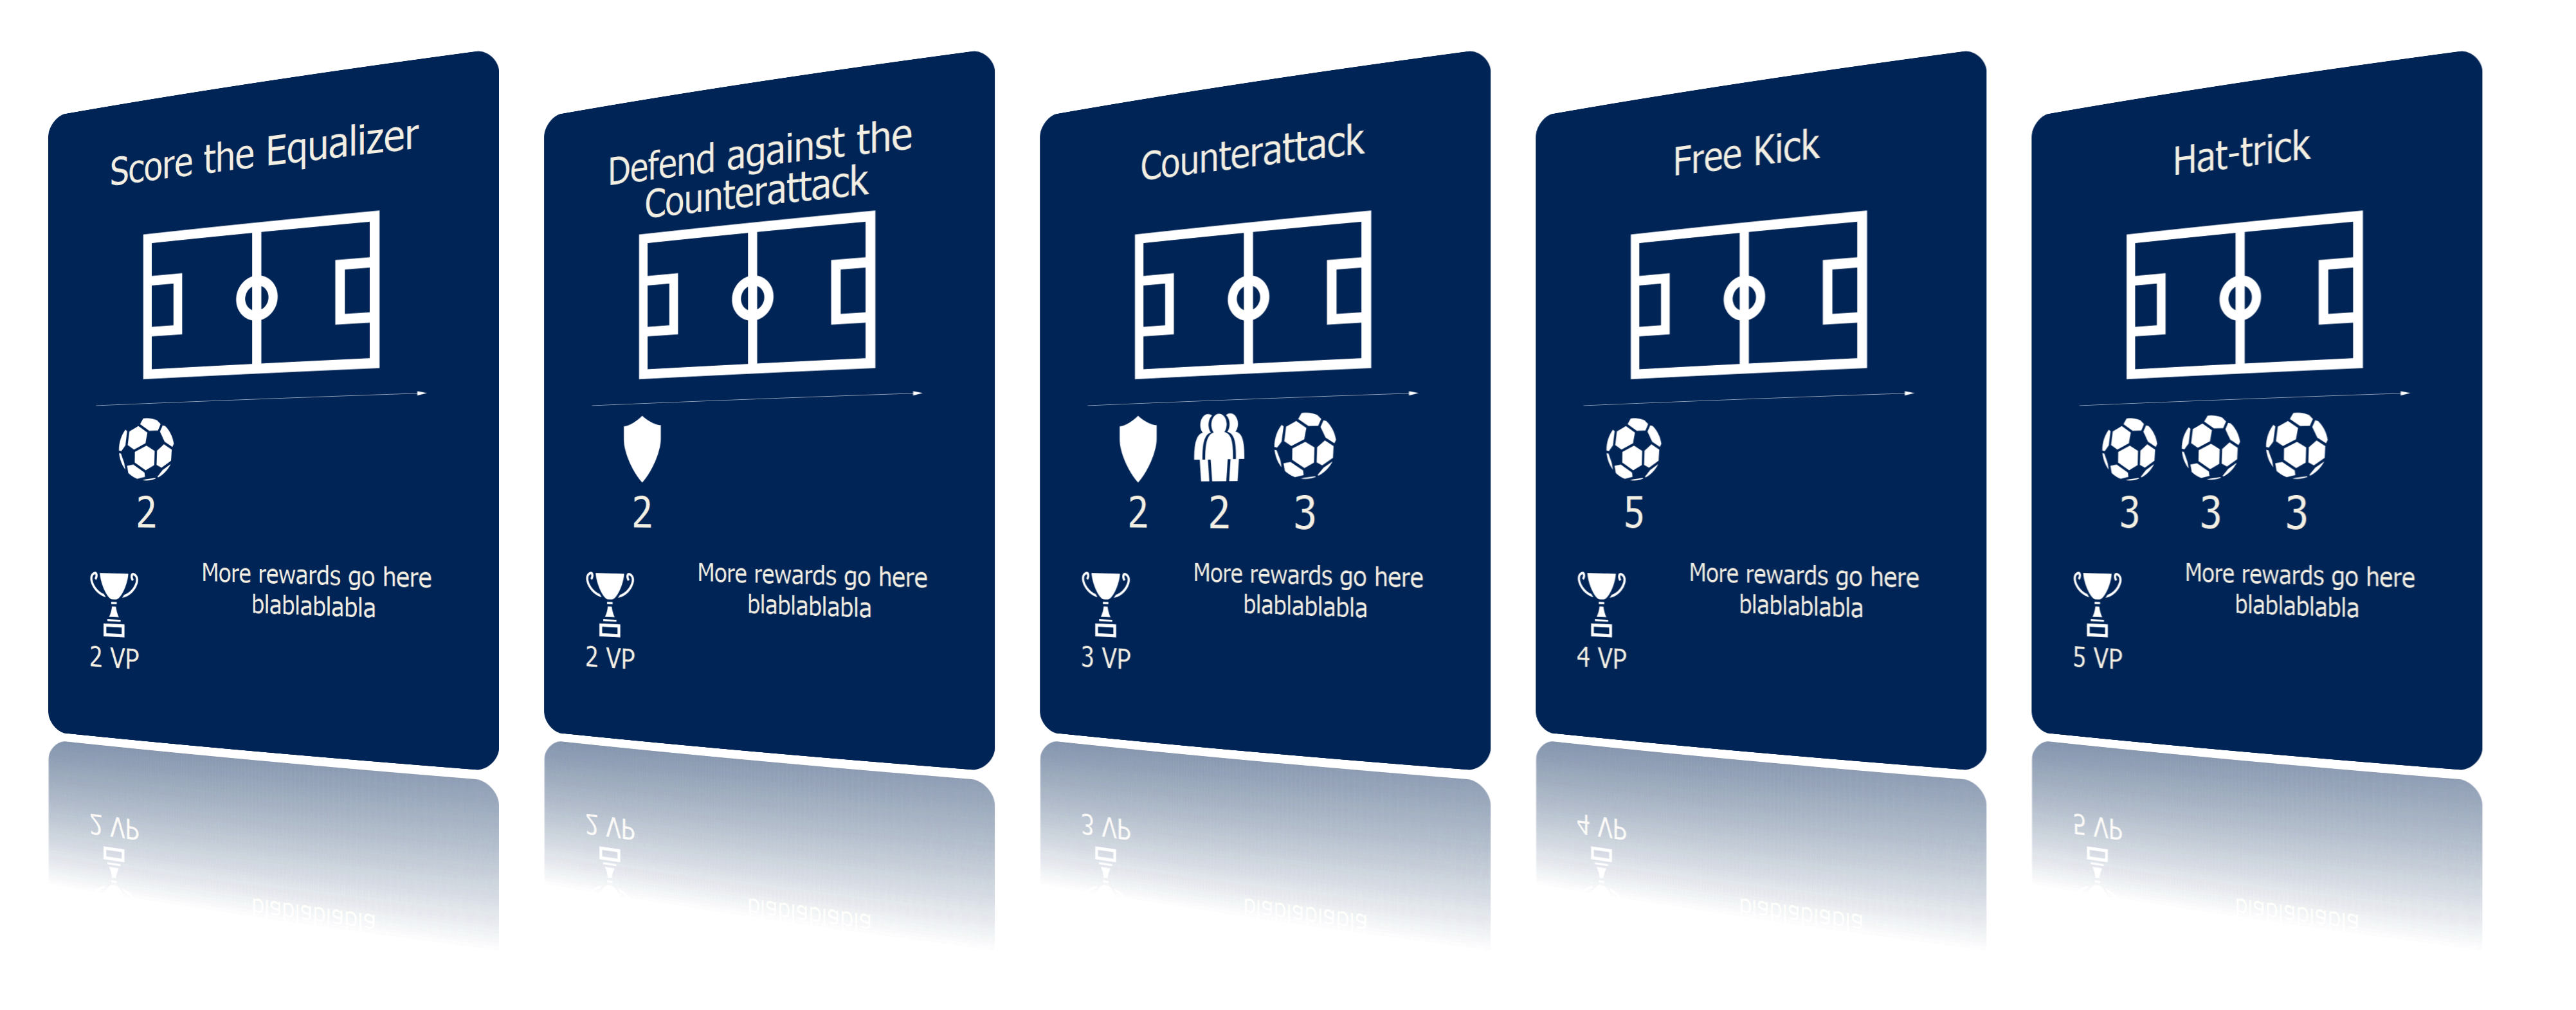 Score the Equalizer
2
More rewards go here
blablablabla
2 VP
Defend against the
Counterattack
2
More rewards go here
blablablabla
2 VP
Counterattack
2 2 3
More rewards go here
blablablabla
3 VP
Free Kick
5
More rewards go here
blablablabla
4 VP
Hat-trick
3 3 3
More rewards go here
blablablabla
5 VP